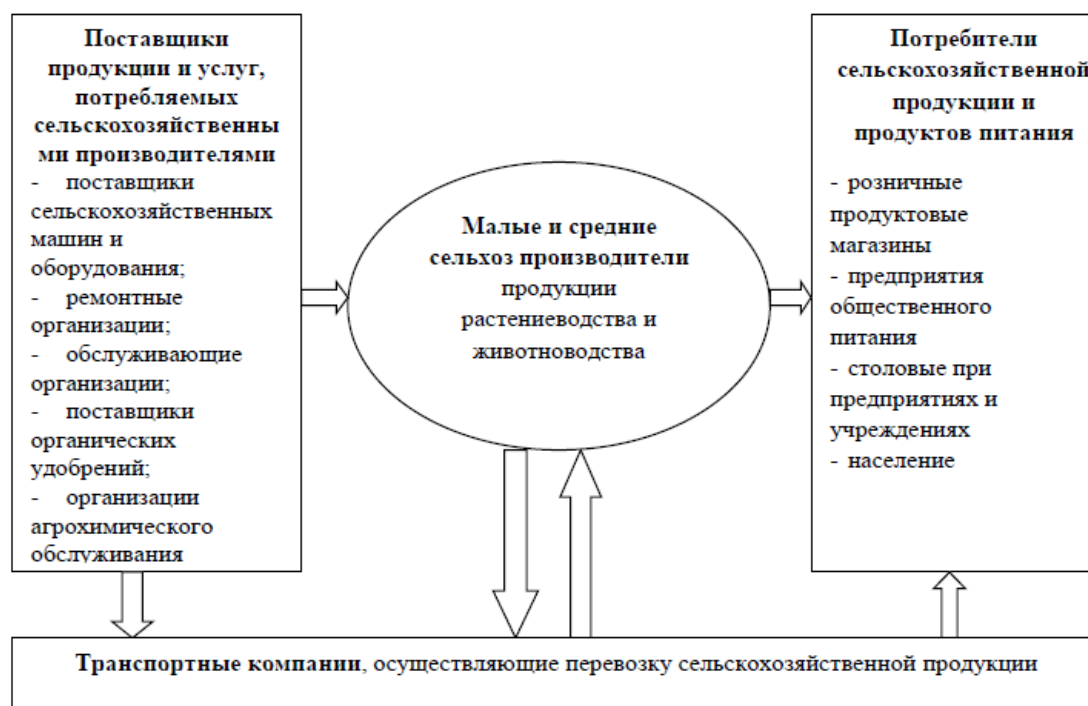 Поставщики
продукции и услуг,
потребляемых
сельскохозяйственны
ми производителями
- поставщики
сельскохозяйственных
машин и
оборудования;
- ремонтные
организации;
- обслуживающие
организации;
- поставщики
органических
удобрений;
- организации
агрохимического
обслуживания
Малые и средние
сельхоз производители
продукции
растениеводства и
животноводства
Потребители
сельскохозяйственной
продукции и
продуктов питания
- розничные
продуктовые
магазины
- предприятия
общественного
питания
- столовые при
предприятиях и
учреждениях
- население
Транспортные компании, осуществляющие перевозку сельскохозяйственной продукции